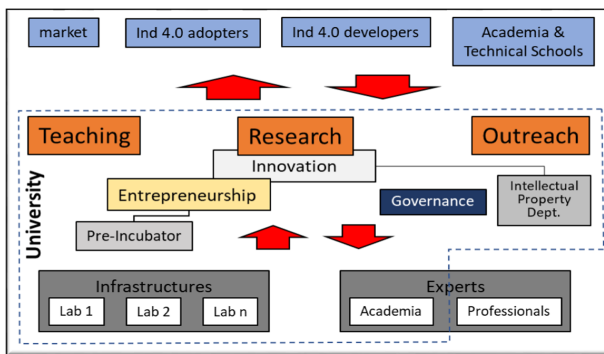 market
Ind 4.0 adopters
Ind 4.0 developers
Academia &
Technical Schools
Teaching
Research
Outreach
Innovation
University
Entrepreneurship
Governance
Intellectual
Property
Dept.
Pre-Incubator
Infrastructures
Lab 1
Lab 2
Lab n
Experts
Academia
Professionals